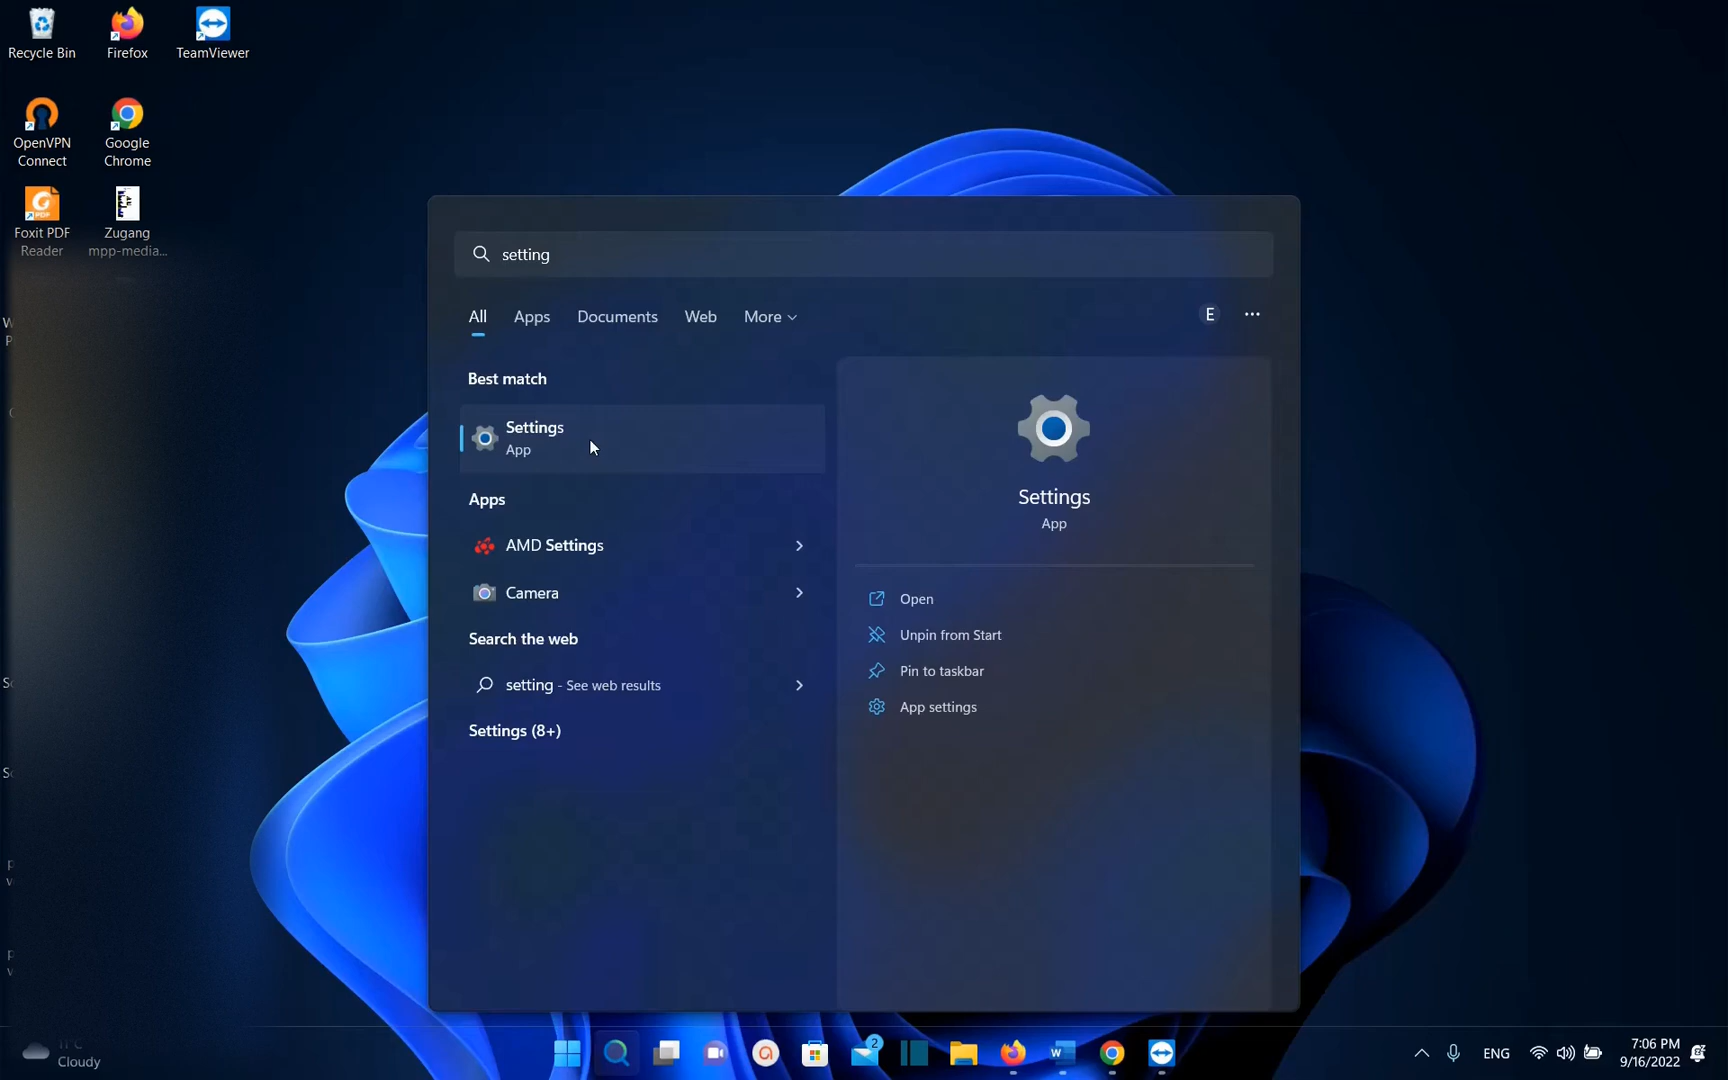 Recycle Bin
Firefox
TeamViewer
OpenVPN
Connect
Google
Chrome
Foxit PDF
Reader
Zugang
mpp-media...
setting
All
Apps
Documents
Web
More
E
Best match
Settings
App
Apps
AMD Settings
Camera
Search the web
setting - See web results
Settings (8+)
Settings
App
Open
Unpin from Start
Pin to taskbar
App settings
11°C
Cloudy
2
ENG
7:06 PM
9/16/2022